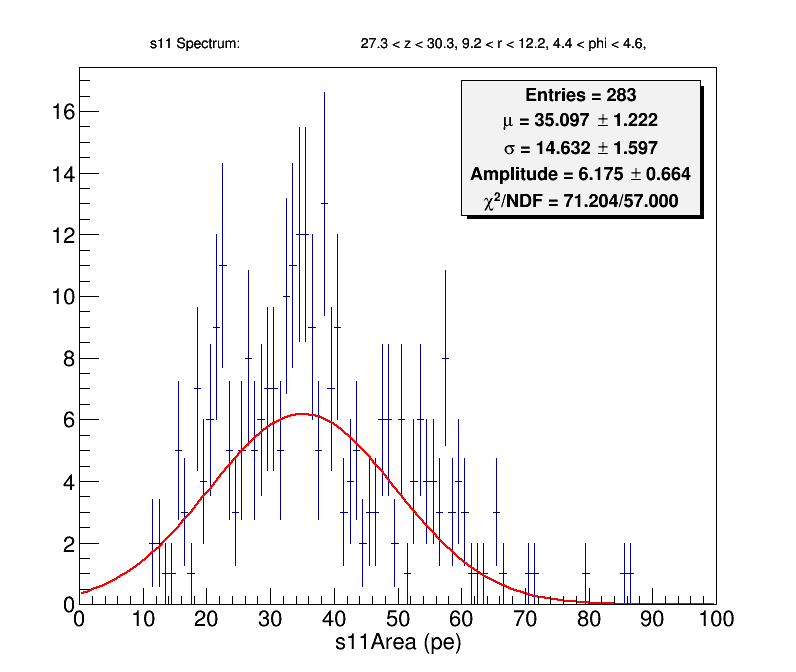 s11 Spectrum: 27.3 < z < 30.3, 9.2 < r < 12.2, 4.4 < phi < 4.6,
Entries = 283
μ = 35.097 ± 1.222
σ = 14.632 ± 1.597
Amplitude = 6.175 ± 0.664
χ²/NDF = 71.204/57.000
16
14
12
10
8
6
4
2
0
0 10 20 30 40 50 60 70 80 90 100
s11Area (pe)